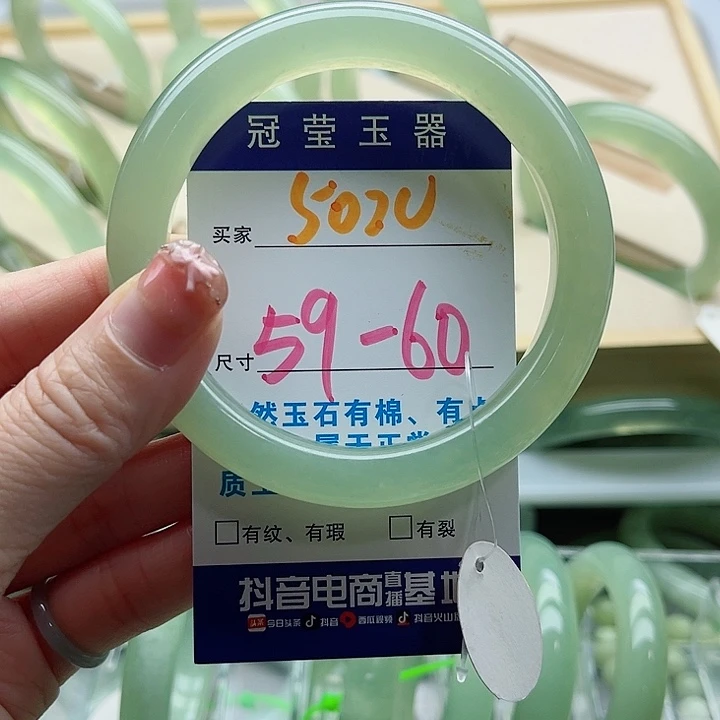 冠莹玉器
买家 5070
尺寸 59-60
然玉石有棉、有
质
□有纹、有瑕 □有裂
抖音电商直播基地
今日头条 抖音 西瓜视频 抖音火山